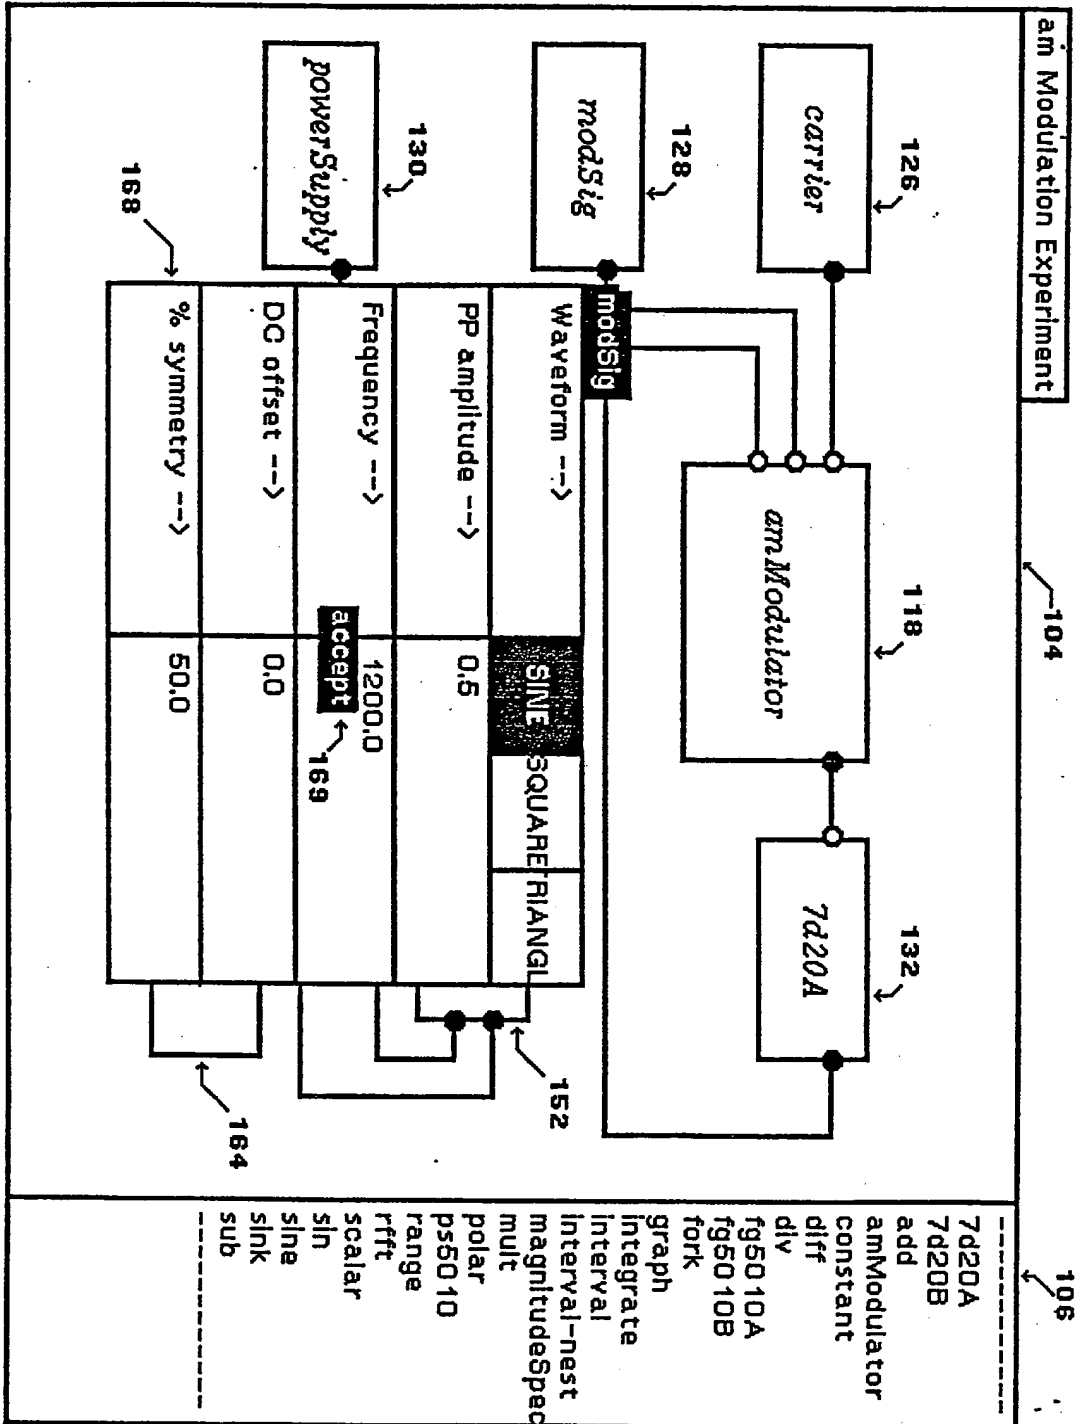 am Modulation Experiment
104
106
126
118
132
carrier
amModulator
7d20A
128
modSig
modSig
Waveform -->
SINE
SQUARE
TRIANGL
152
PP amplitude -->
0.5
130
powerSupply
Frequency -->
1200.0
accept
169
DC offset -->
0.0
164
168
% symmetry -->
50.0
----------
7d20A
7d20B
add
amModulator
constant
diff
div
fg5010A
fg5010B
fork
graph
integrate
interval
interval-nest
magnitudeSpec
mult
polar
ps5010
range
rfft
scalar
sin
sine
sink
sub
----------